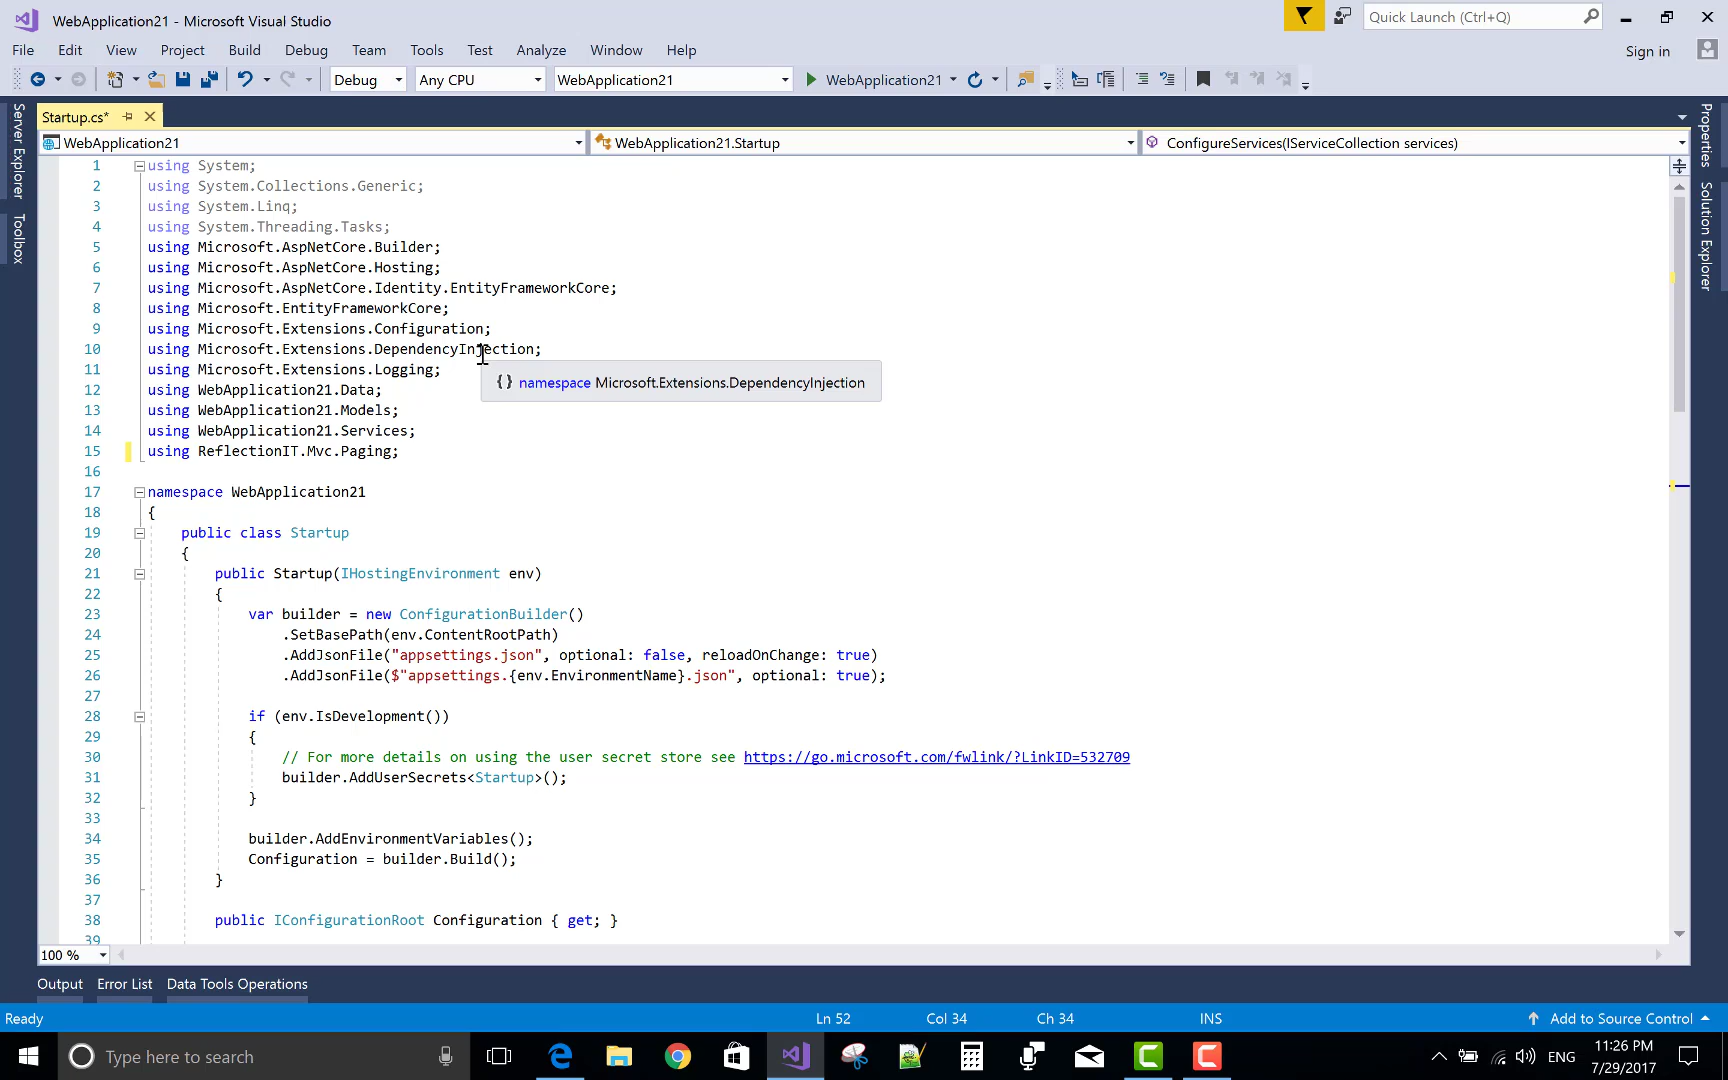 WebApplication21 - Microsoft Visual Studio
Quick Launch (Ctrl+Q)
File Edit View Project Build Debug Team Tools Test Analyze Window Help
Sign in
Debug Any CPU WebApplication21 WebApplication21
Startup.cs*
WebApplication21 WebApplication21.Startup ConfigureServices(IServiceCollection services)
Server Explorer
Toolbox
Properties
Solution Explorer
1 using System;
2 using System.Collections.Generic;
3 using System.Linq;
4 using System.Threading.Tasks;
5 using Microsoft.AspNetCore.Builder;
6 using Microsoft.AspNetCore.Hosting;
7 using Microsoft.AspNetCore.Identity.EntityFrameworkCore;
8 using Microsoft.EntityFrameworkCore;
9 using Microsoft.Extensions.Configuration;
10 using Microsoft.Extensions.DependencyInjection;
11 using Microsoft.Extensions.Logging;
{} namespace Microsoft.Extensions.DependencyInjection
12 using WebApplication21.Data;
13 using WebApplication21.Models;
14 using WebApplication21.Services;
15 using ReflectionIT.Mvc.Paging;
16
17 namespace WebApplication21
18 {
19 public class Startup
20 {
21 public Startup(IHostingEnvironment env)
22 {
23 var builder = new ConfigurationBuilder()
24 .SetBasePath(env.ContentRootPath)
25 .AddJsonFile("appsettings.json", optional: false, reloadOnChange: true)
26 .AddJsonFile($"appsettings.{env.EnvironmentName}.json", optional: true);
27
28 if (env.IsDevelopment())
29 {
30 // For more details on using the user secret store see https://go.microsoft.com/fwlink/?LinkID=532709
31 builder.AddUserSecrets<Startup>();
32 }
33
34 builder.AddEnvironmentVariables();
35 Configuration = builder.Build();
36 }
37
38 public IConfigurationRoot Configuration { get; }
39
100 %
Output Error List Data Tools Operations
Ready Ln 52 Col 34 Ch 34 INS Add to Source Control
Type here to search
ENG
11:26 PM
7/29/2017